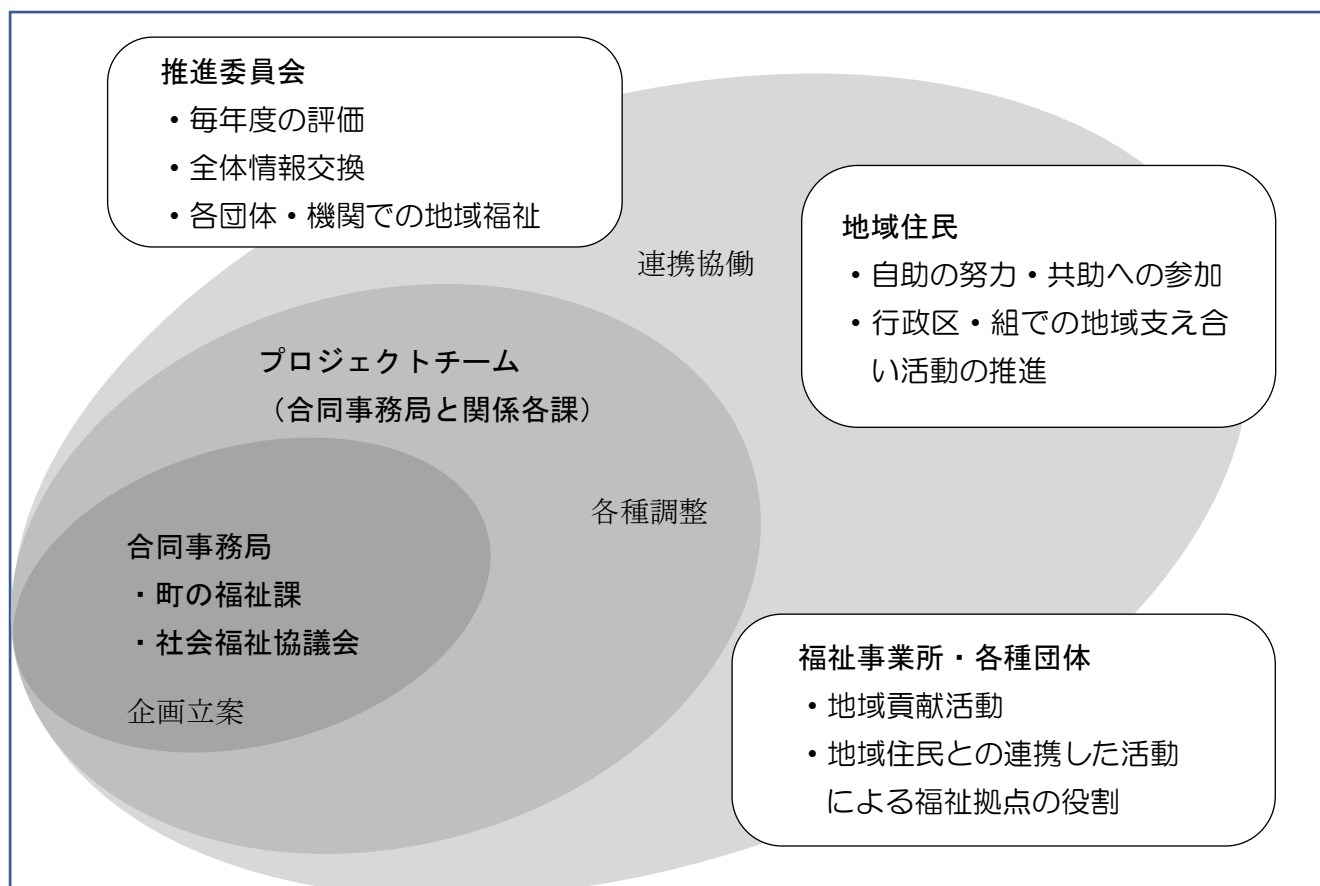 推進委員会
・毎年度の評価
・全体情報交換
・各団体・機関での地域福祉
連携協働
地域住民
・自助の努力・共助への参加
・行政区・組での地域支え合
い活動の推進
プロジェクトチーム
（合同事務局と関係各課）
各種調整
合同事務局
・町の福祉課
・社会福祉協議会
企画立案
福祉事業所・各種団体
・地域貢献活動
・地域住民との連携した活動
による福祉拠点の役割